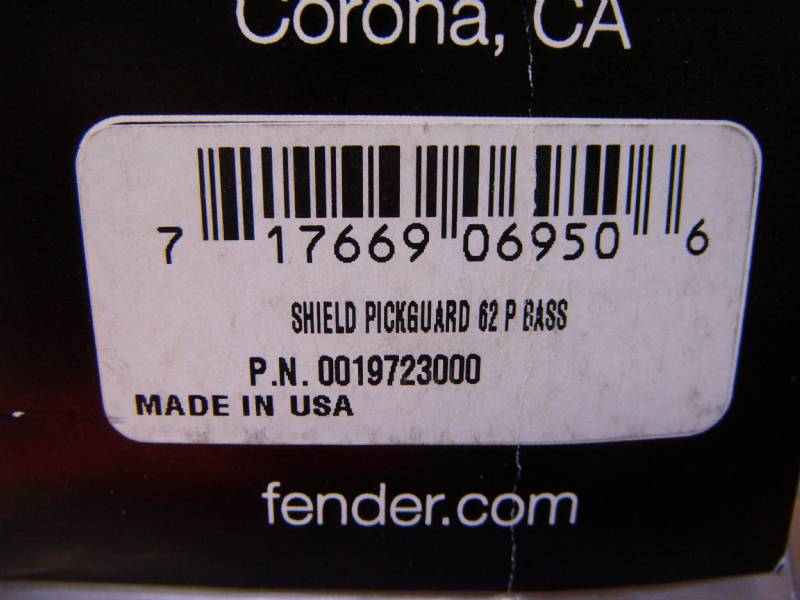 Corona, CA
7 17669 06950 6
SHIELD PICKGUARD 62 P BASS
P.N. 0019723000
MADE IN USA
fender.com